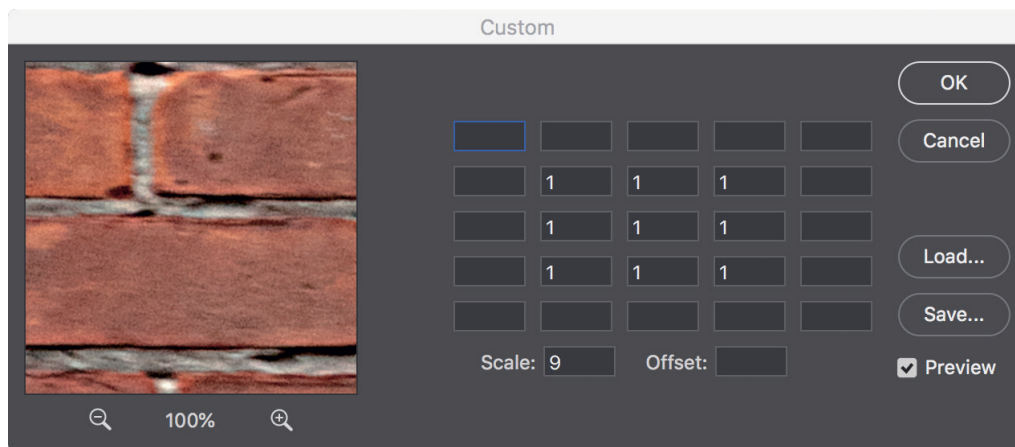 Custom
OK
Cancel
1 1 1
1 1 1
1 1 1
Load...
Save...
Scale: 9 Offset:
Preview
100%